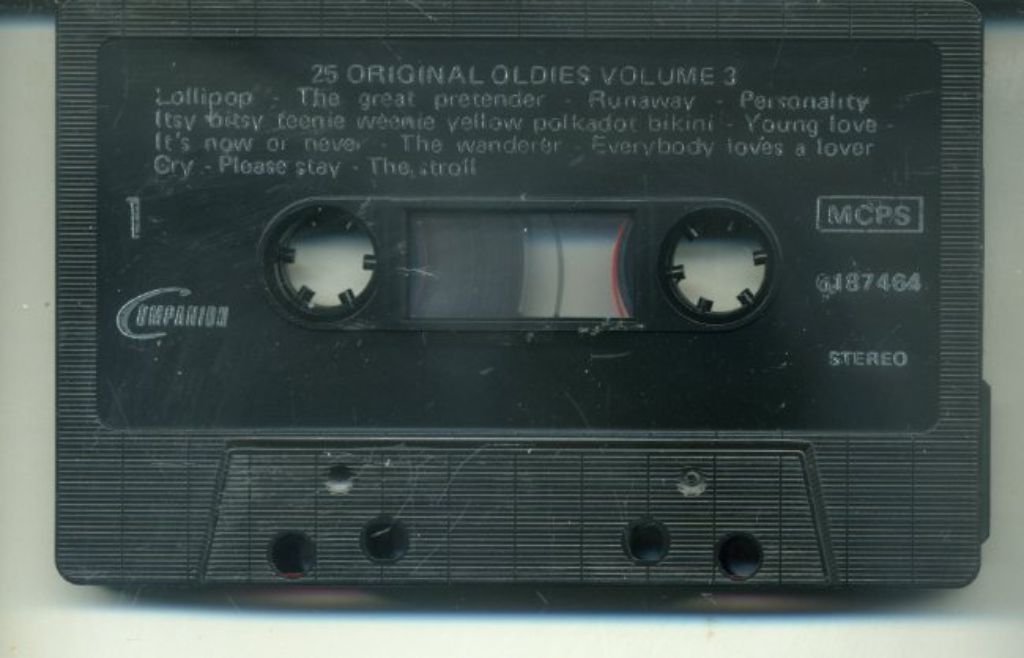 25 ORIGINAL OLDIES VOLUME 3
Lollipop - The great pretender - Runaway - Personality
Itsy bitsy teenie weenie yellow polkadot bikini - Young love -
It's now or never - The wanderer - Everybody loves a lover
Cry - Please stay - The stroll
1
MCPS
6187464
COMPANION
STEREO